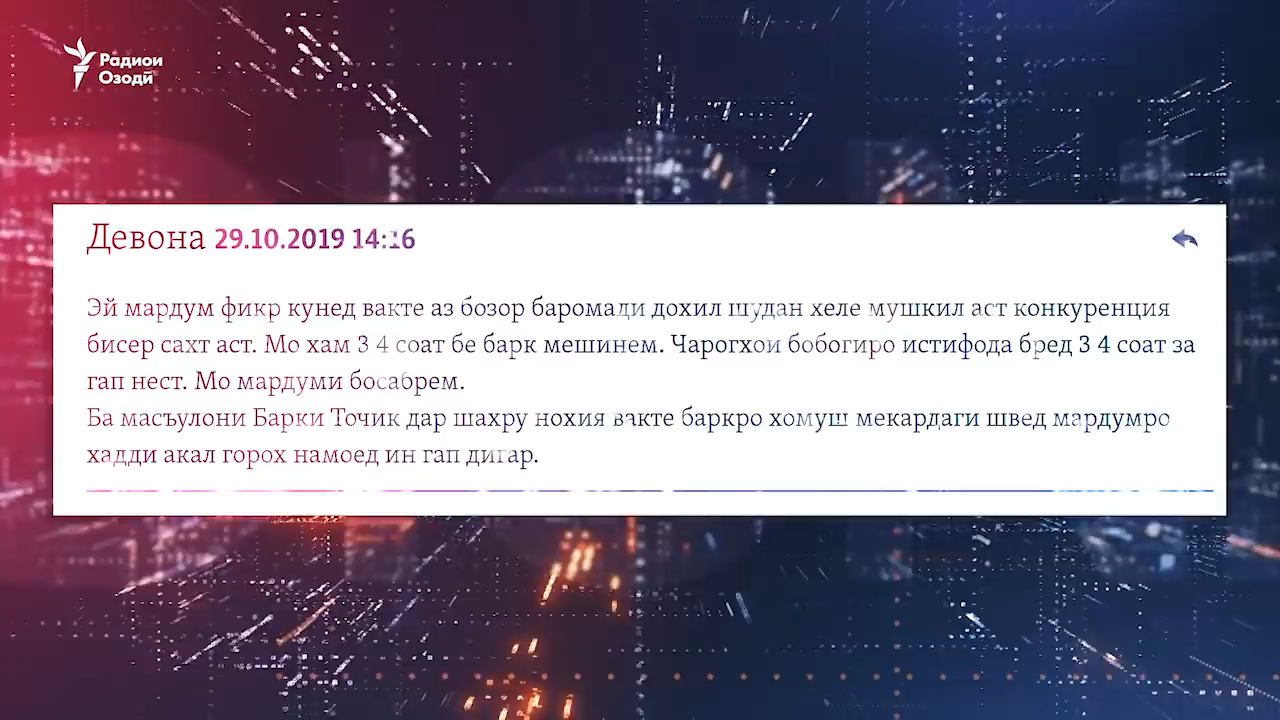 Радиои
Озодӣ
Девона 29.10.2019 14:16
Эй мардум фикр кунед вакте аз бозор баромади дохил шудан хеле мушкил аст конкуренция
бисер сахт аст. Мо хам 3 4 соат бе барк мешинем. Чарогхои бобогиро истифода бред 3 4 соат за
гап нест. Мо мардуми босабрем.
Ба масъулони Барки Точик дар шахру нохия вакте баркро хомуш мекардаги швед мардумро
хадди акал горох намоед ин гап дигар.